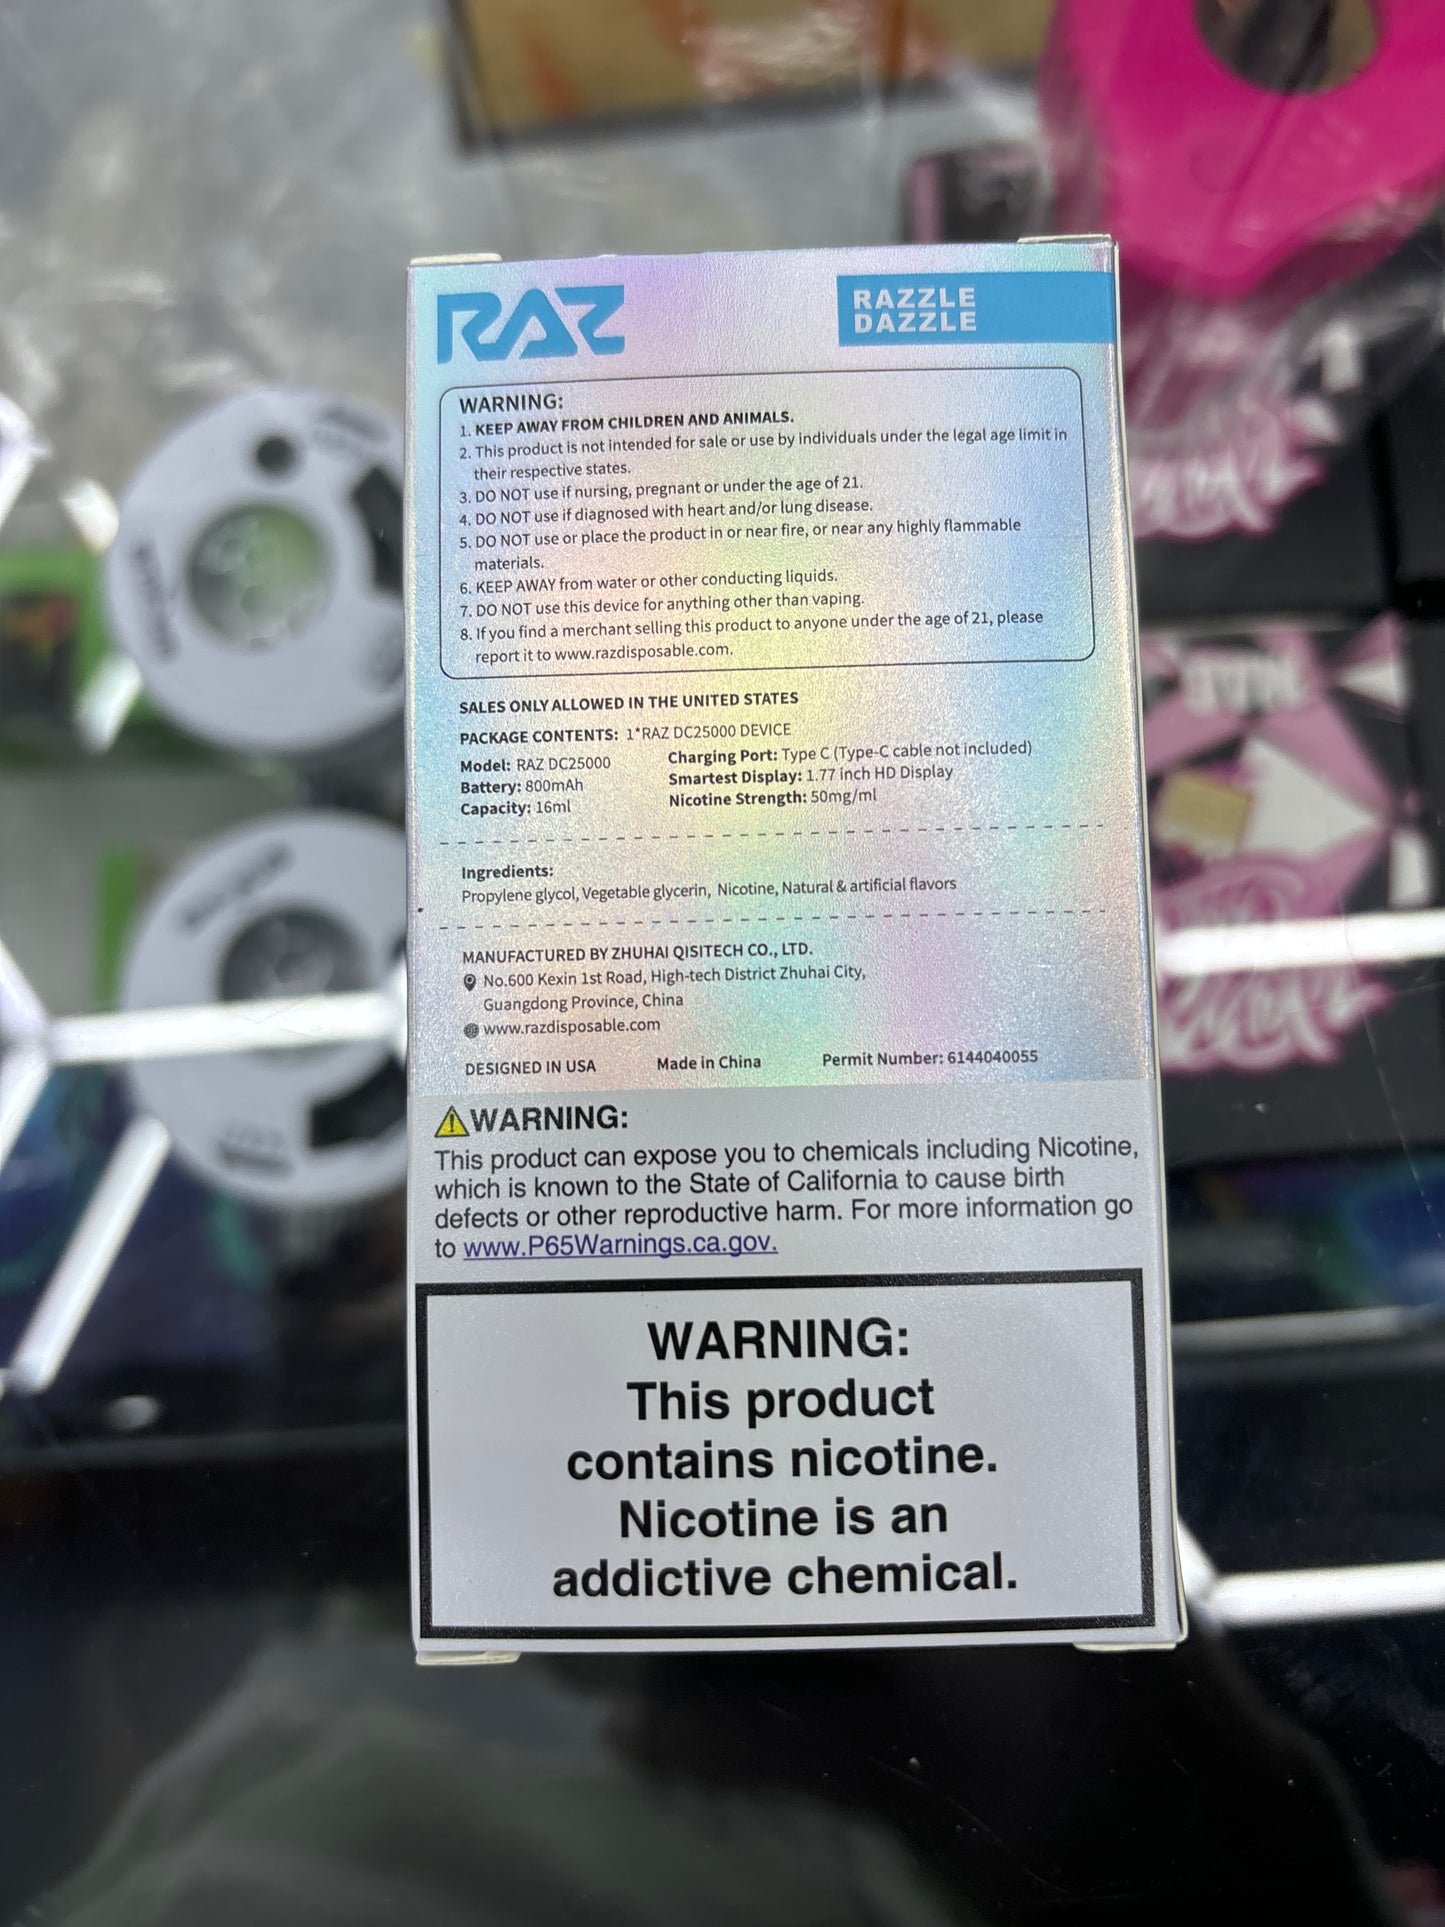 RAZ
RAZZLE
DAZZLE
WARNING:
1. KEEP AWAY FROM CHILDREN AND ANIMALS.
2. This product is not intended for sale or use by individuals under the legal age limit in
their respective states.
3. DO NOT use if nursing, pregnant or under the age of 21.
4. DO NOT use if diagnosed with heart and/or lung disease.
5. DO NOT use or place the product in or near fire, or near any highly flammable
materials.
6. KEEP AWAY from water or other conducting liquids.
7. DO NOT use this device for anything other than vaping.
8. If you find a merchant selling this product to anyone under the age of 21, please
report it to www.razdisposable.com.
SALES ONLY ALLOWED IN THE UNITED STATES
PACKAGE CONTENTS: 1*RAZ DC25000 DEVICE
Model: RAZ DC25000
Battery: 800mAh
Capacity: 16ml
Charging Port: Type C (Type-C cable not included)
Smartest Display: 1.77 inch HD Display
Nicotine Strength: 50mg/ml
Ingredients:
Propylene glycol, Vegetable glycerin, Nicotine, Natural & artificial flavors
MANUFACTURED BY ZHUHAI QISITECH CO., LTD.
No.600 Kexin 1st Road, High-tech District Zhuhai City,
Guangdong Province, China
www.razdisposable.com
DESIGNED IN USA Made in China Permit Number: 6144040055
WARNING:
This product can expose you to chemicals including Nicotine,
which is known to the State of California to cause birth
defects or other reproductive harm. For more information go
to www.P65Warnings.ca.gov.
WARNING:
This product
contains nicotine.
Nicotine is an
addictive chemical.